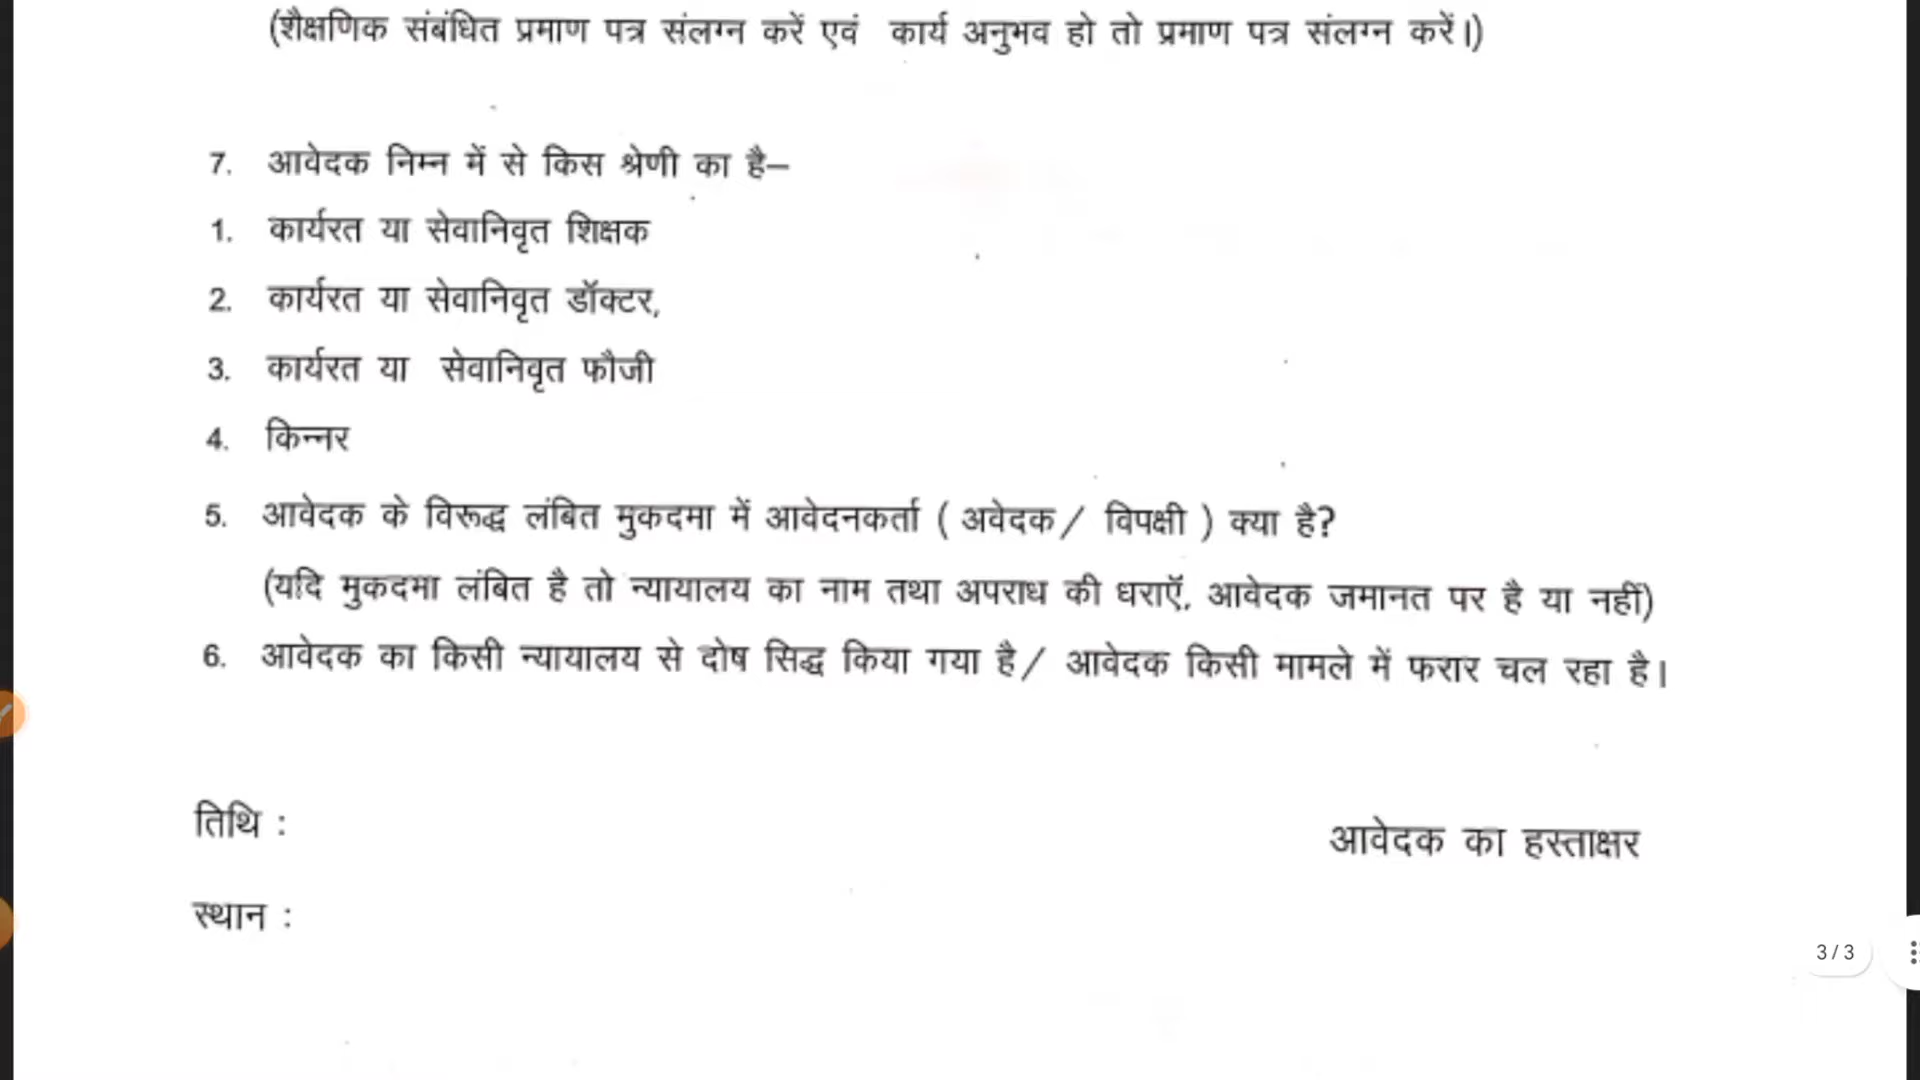 (शैक्षणिक संबंधित प्रमाण पत्र संलग्न करें एवं कार्य अनुभव हो तो प्रमाण पत्र संलग्न करें।)
7. आवेदक निम्न में से किस श्रेणी का है–
1. कार्यरत या सेवानिवृत शिक्षक
2. कार्यरत या सेवानिवृत डॉक्टर,
3. कार्यरत या सेवानिवृत फौजी
4. किन्नर
5. आवेदक के विरूद्ध लंबित मुकदमा में आवेदनकर्ता ( अवेदक / विपक्षी ) क्या है?
(यदि मुकदमा लंबित है तो न्यायालय का नाम तथा अपराध की धराऍ, आवेदक जमानत पर है या नहीं)
6. आवेदक का किसी न्यायालय से दोष सिद्ध किया गया है / आवेदक किसी मामले में फरार चल रहा है।
तिथि :
आवेदक का हस्ताक्षर
स्थान :
3 / 3